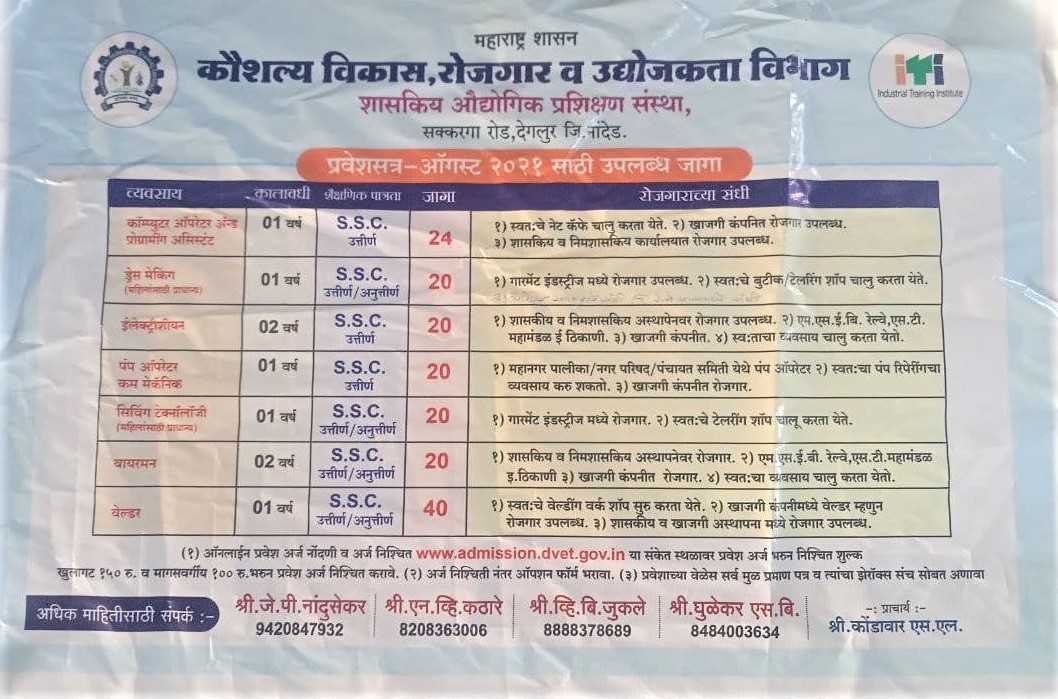 महाराष्ट्र शासन
कौशल्य विकास,रोजगार व उद्योजकता विभाग
शासकिय औद्योगिक प्रशिक्षण संस्था,
iti
Industrial Training Institute
सक्करगा रोड,देगलुर जि.नांदेड.
प्रवेशसत्र-ऑगस्ट २०२१ साठी उपलब्ध जागा
व्यवसाय कालावधी शैक्षणिक पात्रता जागा रोजगाराच्या संधी
कॉम्प्युटर ऑपरेटर अॅन्ड 01 वर्ष S.S.C. १) स्वत:चे नेट कॅफे चालु करता येते. २) खाजगी कंपनित रोजगार उपलब्ध.
प्रोग्रामींग असिस्टंट उत्तीर्ण 24 ३) शासकिय व निमशासकिय कार्यालयात रोजगार उपलब्ध.
ड्रेस मेकिंग 01 वर्ष S.S.C. 20 १) गारमेंट इंडस्ट्रीज मध्ये रोजगार उपलब्ध. २) स्वत:चे बुटीक/टेलरिंग शॉप चालु करता येते.
(महिलांसाठी प्राधान्य) उत्तीर्ण/अनुत्तीर्ण
ईलेक्ट्रीशीयन 02 वर्ष S.S.C. 20 १) शासकीय व निमशासकिय अस्थापेनवर रोजगार उपलब्ध. २) एम.एस.ई.बि. रेल्वे,एस.टी.
उत्तीर्ण महामंडळ ई ठिकाणी. ३) खाजगी कंपनीत. ४) स्व:ताचा व्यवसाय चालु करता येतो.
पंप ऑपरेटर 01 वर्ष S.S.C. 20 १) महानगर पालीका/नगर परिषद/पंचायत समिती येथे पंप ऑपरेटर २) स्वत:चा पंप रिपेरींगचा
कम मेकॅनिक उत्तीर्ण व्यवसाय करु शकतो. ३) खाजगी कंपनीत रोजगार.
सिविंग टेक्नॉलॉजी 01 वर्ष S.S.C. 20 १) गारमेंट इंडस्ट्रीज मध्ये रोजगार. २) स्वत:चे टेलरींग शॉप चालू करता येते.
(महिलांसाठी प्राधान्य) उत्तीर्ण/अनुत्तीर्ण
वायरमन 02 वर्ष S.S.C. 20 १) शासकिय व निमशासकिय अस्थापनेवर रोजगार. २) एम.एस.ई.बी. रेल्वे,एस.टी.महामंडळ
उत्तीर्ण/अनुत्तीर्ण इ.ठिकाणी ३) खाजगी कंपनीत रोजगार. ४) स्वत:चा व्यवसाय चालु करता येतो.
वेल्डर 01 वर्ष S.S.C. 40 १) स्वत:चे वेल्डींग वर्क शॉप सुरु करता येते. २) खाजगी कंपनीमध्ये वेल्डर म्हणुन
उत्तीर्ण/अनुत्तीर्ण रोजगार उपलब्ध. ३) शासकीय व खाजगी अस्थापना मध्ये रोजगार उपलब्ध.
(१) ऑनलाईन प्रवेश अर्ज नोंदणी व अर्ज निश्चित www.admission.dvet.gov.in या संकेत स्थळावर प्रवेश अर्ज भरुन निश्चित शुल्क
खुलागट १५० रु. व मागसवर्गीय १०० रु.भरुन प्रवेश अर्ज निश्चित करावे. (२) अर्ज निश्चिती नंतर ऑपशन फॉर्म भरावा. (३) प्रवेशाच्या वेळेस सर्व मुळ प्रमाण पत्र व त्यांचा झेरॉक्स संच सोबत अणावा
अधिक माहितीसाठी संपर्क :- श्री.जे.पी.नांदुसेकर श्री.एन.व्हि.कठारे श्री.व्हि.बि.जुकले श्री.घुळेकर एस.बि. -: प्राचार्य :-
9420847932 8208363006 8888378689 8484003634 श्री.कोंडावार एस.एल.